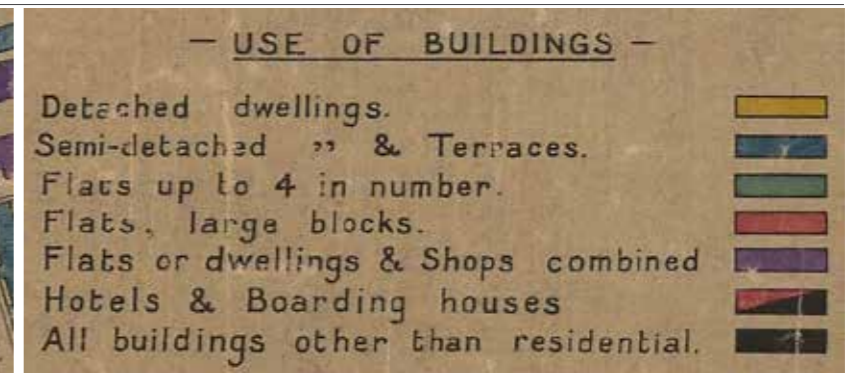 — USE OF BUILDINGS —
Detached dwellings.
Semi-detached " & Terraces.
Flats up to 4 in number.
Flats, large blocks.
Flats or dwellings & Shops combined
Hotels & Boarding houses
All buildings other than residential.